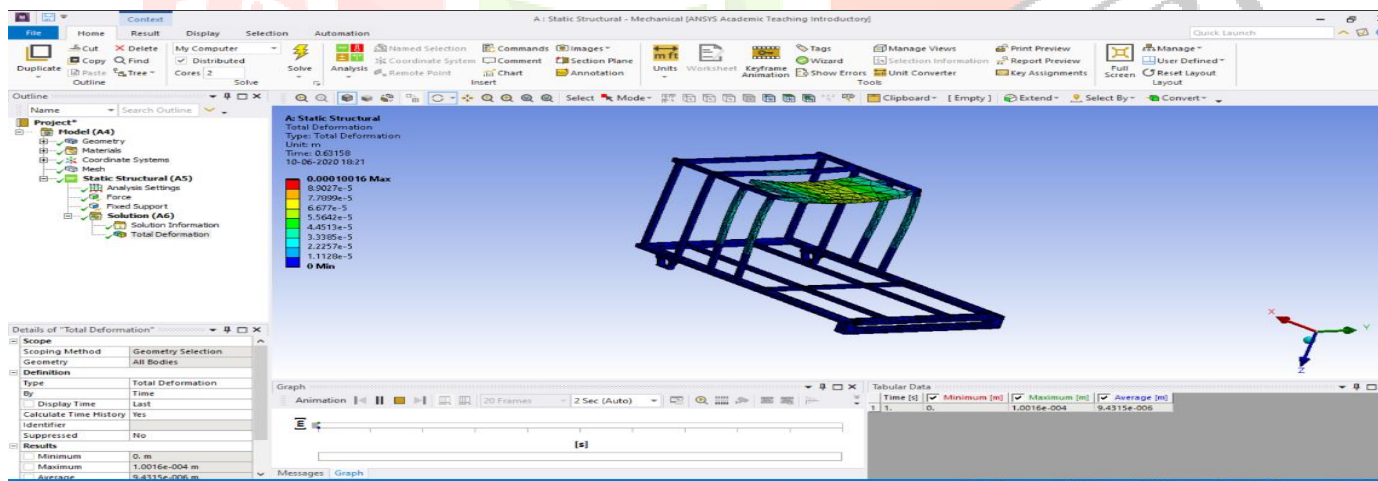 Context
A : Static Structural - Mechanical [ANSYS Academic Teaching Introductory]
File Home Result Display Selection Automation
Quick Launch
Duplicate
Cut
Copy
Paste
Delete
Find
Tree
Outline
My Computer
Distributed
Cores 2
Solve
Solve
Analysis
Named Selection
Coordinate System
Remote Point
Commands
Comment
Chart
Images
Section Plane
Annotation
Insert
Units
Worksheet
Keyframe Animation
Tags
Wizard
Show Errors
Manage Views
Selection Information
Unit Converter
Print Preview
Report Preview
Key Assignments
Tools
Full Screen
Manage
User Defined
Reset Layout
Layout
Outline
Name
Search Outline
Select Mode Clipboard [ Empty ] Extend Select By Convert
Project*
Model (A4)
Geometry
Materials
Coordinate Systems
Mesh
Static Structural (A5)
Analysis Settings
Force
Fixed Support
Solution (A6)
Solution Information
Total Deformation
A: Static Structural
Total Deformation
Type: Total Deformation
Unit: m
Time: 0.63158
10-06-2020 18:21
0.00010016 Max
8.9027e-5
7.7899e-5
6.677e-5
5.5642e-5
4.4513e-5
3.3385e-5
2.2257e-5
1.1128e-5
0 Min
X
Y
Z
Details of "Total Deformation"
Scope
Scoping Method Geometry Selection
Geometry All Bodies
Definition
Type Total Deformation
By Time
Display Time Last
Calculate Time History Yes
Identifier
Suppressed No
Results
Minimum 0. m
Maximum 1.0016e-004 m
Average 9.4315e-006 m
Graph
Animation 20 Frames 2 Sec (Auto)
[s]
Messages Graph
Tabular Data
Time [s] Minimum [m] Maximum [m] Average [m]
1 1. 0. 1.0016e-004 9.4315e-006